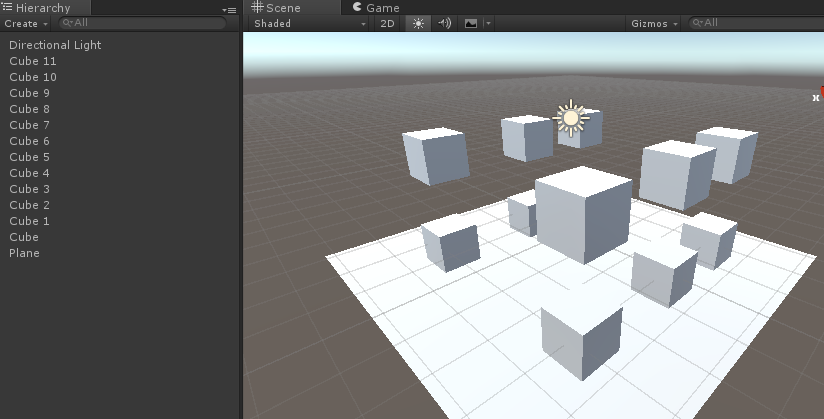 Hierarchy
Create All
Directional Light
Cube 11
Cube 10
Cube 9
Cube 8
Cube 7
Cube 6
Cube 5
Cube 4
Cube 3
Cube 2
Cube 1
Cube
Plane
Scene Game
Shaded 2D Gizmos All
x